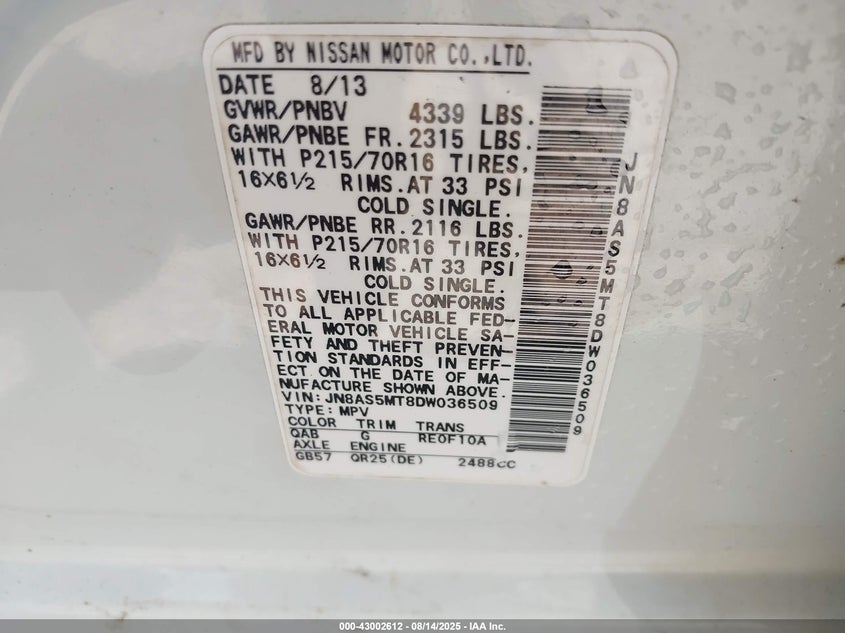 MFD BY NISSAN MOTOR CO.,LTD.
DATE 8/13
GVWR/PNBV 4339 LBS.
GAWR/PNBE FR. 2315 LBS.
WITH P215/70R16 TIRES,
16X6½ RIMS.AT 33 PSI
COLD SINGLE.
GAWR/PNBE RR. 2116 LBS.
WITH P215/70R16 TIRES,
16X6½ RIMS.AT 33 PSI
COLD SINGLE.
THIS VEHICLE CONFORMS
TO ALL APPLICABLE FED-
ERAL MOTOR VEHICLE SA-
FETY AND THEFT PREVEN-
TION STANDARDS IN EFF-
ECT ON THE DATE OF MA-
NUFACTURE SHOWN ABOVE.
VIN: JN8AS5MT8DW036509
TYPE: MPV
COLOR TRIM TRANS
QAB G RE0F10A
AXLE ENGINE
GB57 QR25(DE) 2488CC
JN8AS5MT8DW036509
000-43002612 - 08/14/2025 - IAA Inc.